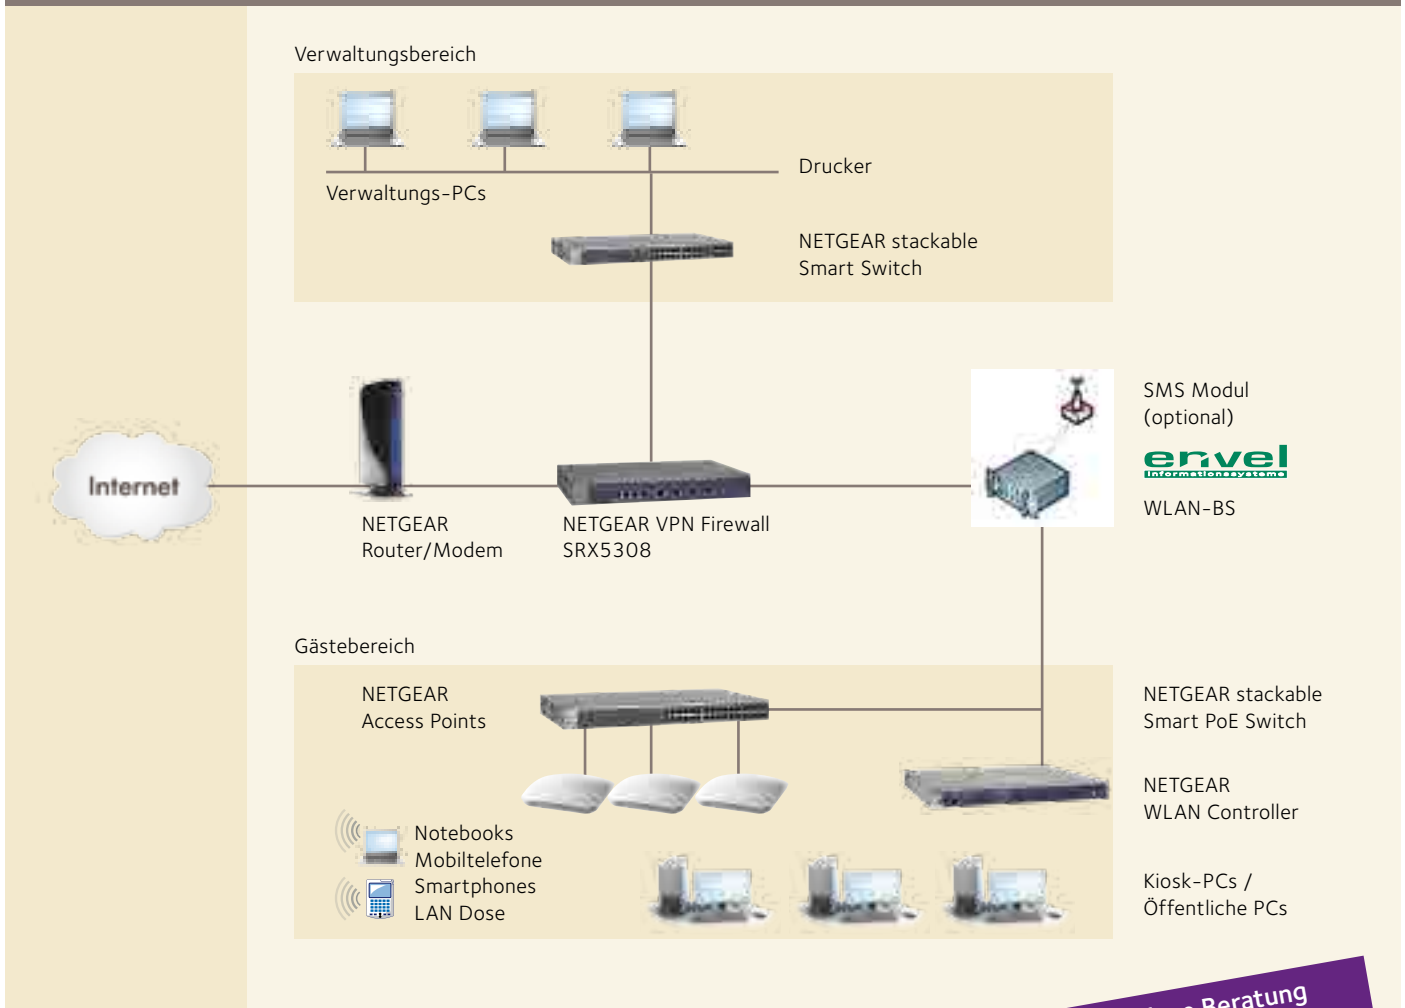 Verwaltungsbereich
Drucker
Verwaltungs-PCs
NETGEAR stackable
Smart Switch
SMS Modul
(optional)
envel
Informationssysteme
WLAN-BS
Internet
NETGEAR
Router/Modem
NETGEAR VPN Firewall
SRX5308
Gästebereich
NETGEAR
Access Points
NETGEAR stackable
Smart PoE Switch
NETGEAR
WLAN Controller
Notebooks
Mobiltelefone
Smartphones
LAN Dose
Kiosk-PCs /
Öffentliche PCs
Beratung